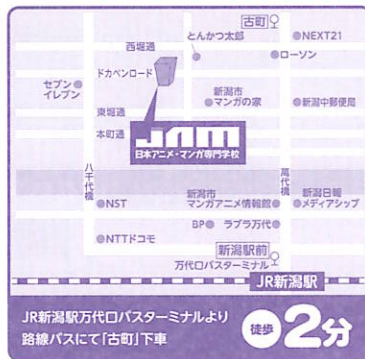 古町
とんかつ太郎
NEXT21
西堀通
ローソン
ドカベンロード
セブン
イレブン
新潟市
マンガの家
新潟中郵便局
東堀通
本町通
JAM
日本アニメ・マンガ専門学校
八千代橋
萬代橋
NST
新潟市
マンガアニメ情報館
新潟日報
メディアシップ
BP
ラブラ万代
NTTドコモ
新潟駅前
万代口バスターミナル
JR新潟駅
JR新潟駅万代口バスターミナルより
路線バスにて「古町」下車
徒歩2分